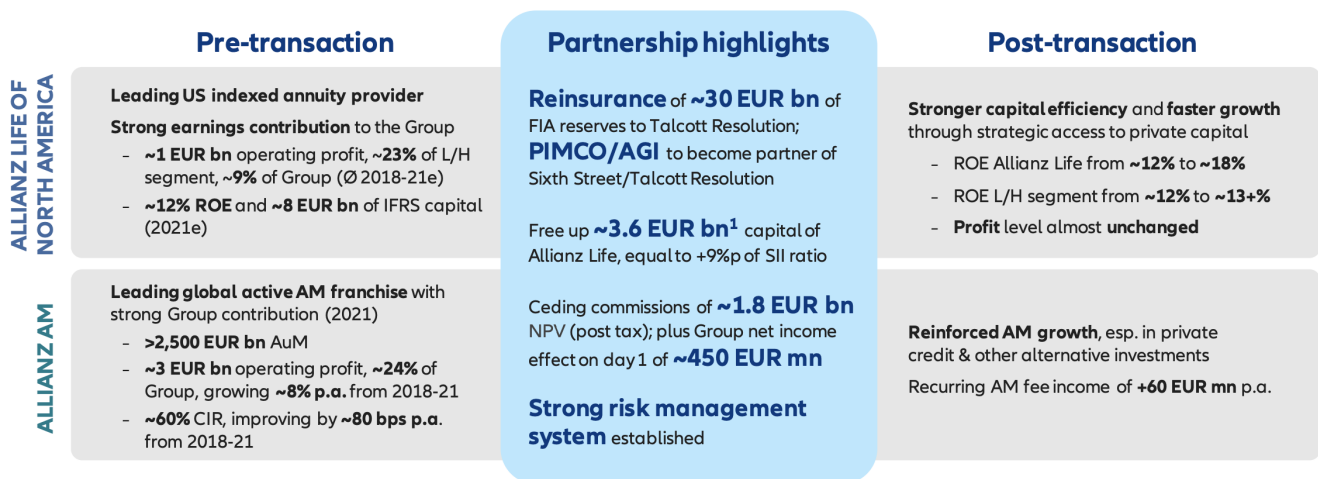 Pre-transaction
Partnership highlights
Post-transaction
ALLIANZ LIFE OF
NORTH AMERICA
Leading US indexed annuity provider
Strong earnings contribution to the Group
– ~1 EUR bn operating profit, ~23% of L/H
segment, ~9% of Group (Ø 2018-21e)
– ~12% ROE and ~8 EUR bn of IFRS capital
(2021e)
ALLIANZ AM
Leading global active AM franchise with
strong Group contribution (2021)
– >2,500 EUR bn AuM
– ~3 EUR bn operating profit, ~24% of
Group, growing ~8% p.a. from 2018-21
– ~60% CIR, improving by ~80 bps p.a.
from 2018-21
Reinsurance of ~30 EUR bn of
FIA reserves to Talcott Resolution;
PIMCO/AGI to become partner of
Sixth Street/Talcott Resolution
Free up ~3.6 EUR bn¹ capital of
Allianz Life, equal to +9%p of SII ratio
Ceding commissions of ~1.8 EUR bn
NPV (post tax); plus Group net income
effect on day 1 of ~450 EUR mn
Strong risk management
system established
Stronger capital efficiency and faster growth
through strategic access to private capital
– ROE Allianz Life from ~12% to ~18%
– ROE L/H segment from ~12% to ~13+%
– Profit level almost unchanged
Reinforced AM growth, esp. in private
credit & other alternative investments
Recurring AM fee income of +60 EUR mn p.a.